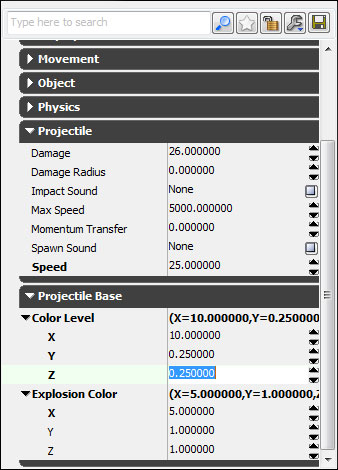 Type here to search
Movement
Object
Physics
Projectile
Damage 26.000000
Damage Radius 0.000000
Impact Sound None
Max Speed 5000.000000
Momentum Transfer 0.000000
Spawn Sound None
Speed 25.000000
Projectile Base
Color Level (X=10.000000,Y=0.250000
X 10.000000
Y 0.250000
Z 0.250000
Explosion Color (X=5.000000,Y=1.000000,Z
X 5.000000
Y 1.000000
Z 1.000000